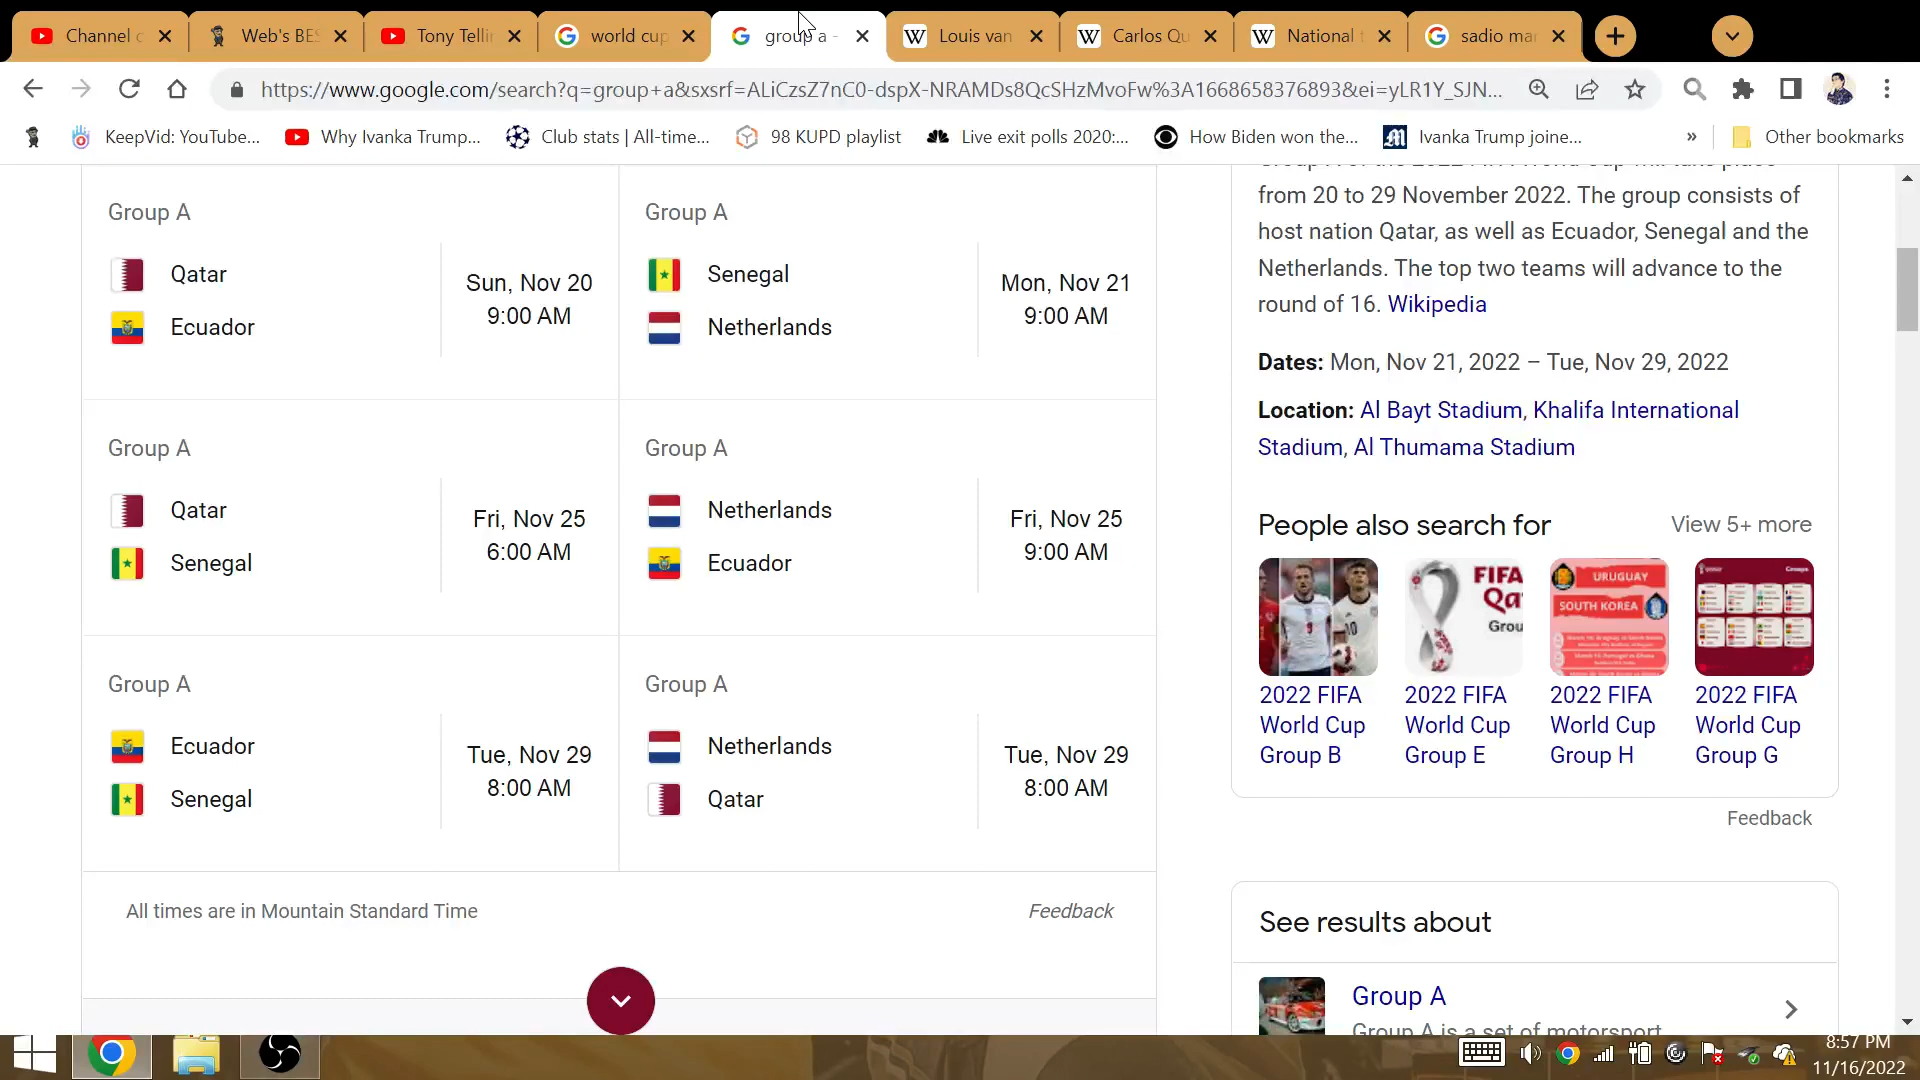 Channel c
Web's BES
Tony Tellin
world cup
group a -
Louis van
Carlos Qu
National t
sadio man
https://www.google.com/search?q=group+a&sxsrf=ALiCzsZ7nC0-dspX-NRAMDs8QcSHzMvoFw%3A1668658376893&ei=yLR1Y_SJN...
KeepVid: YouTube...
Why Ivanka Trump...
Club stats | All-time...
98 KUPD playlist
Live exit polls 2020:...
How Biden won the...
Ivanka Trump joine...
»
Other bookmarks
Group A
Qatar
Ecuador
Sun, Nov 20
9:00 AM
Group A
Senegal
Netherlands
Mon, Nov 21
9:00 AM
Group A
Qatar
Senegal
Fri, Nov 25
6:00 AM
Group A
Netherlands
Ecuador
Fri, Nov 25
9:00 AM
Group A
Ecuador
Senegal
Tue, Nov 29
8:00 AM
Group A
Netherlands
Qatar
Tue, Nov 29
8:00 AM
All times are in Mountain Standard Time
Feedback
from 20 to 29 November 2022. The group consists of
host nation Qatar, as well as Ecuador, Senegal and the
Netherlands. The top two teams will advance to the
round of 16. Wikipedia
Dates: Mon, Nov 21, 2022 – Tue, Nov 29, 2022
Location: Al Bayt Stadium, Khalifa International
Stadium, Al Thumama Stadium
People also search for
View 5+ more
FIFA
Qa
Grou
URUGUAY
SOUTH KOREA
Groups
2022 FIFA
World Cup
Group B
2022 FIFA
World Cup
Group E
2022 FIFA
World Cup
Group H
2022 FIFA
World Cup
Group G
Feedback
See results about
Group A
Group A is a set of motorsport
8:57 PM
11/16/2022